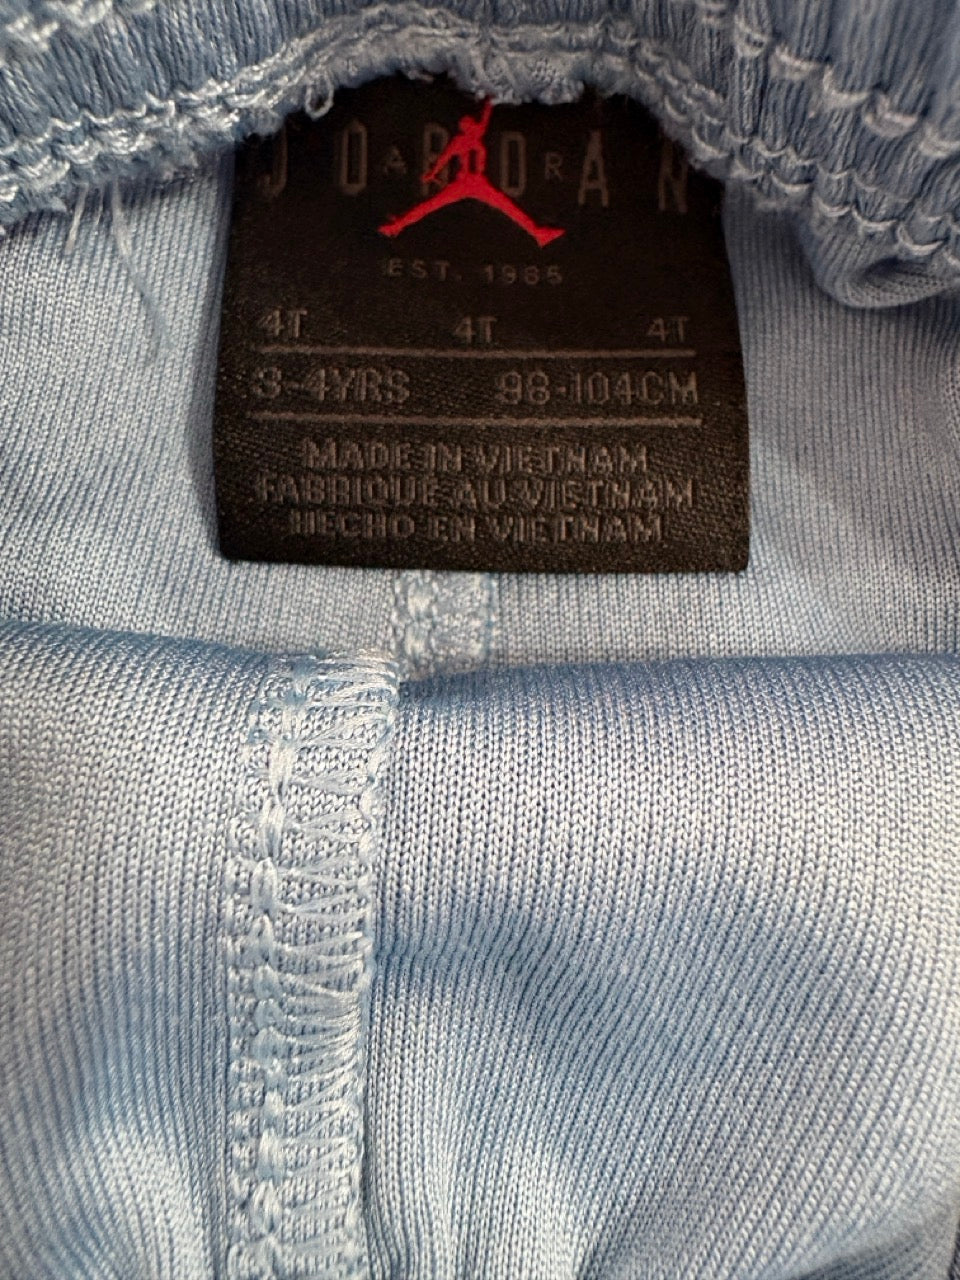 JORDAN
AIR
EST. 1985
4T 4T 4T
3-4YRS 98-104CM
MADE IN VIETNAM
FABRIQUÉ AU VIETNAM
HECHO EN VIETNAM